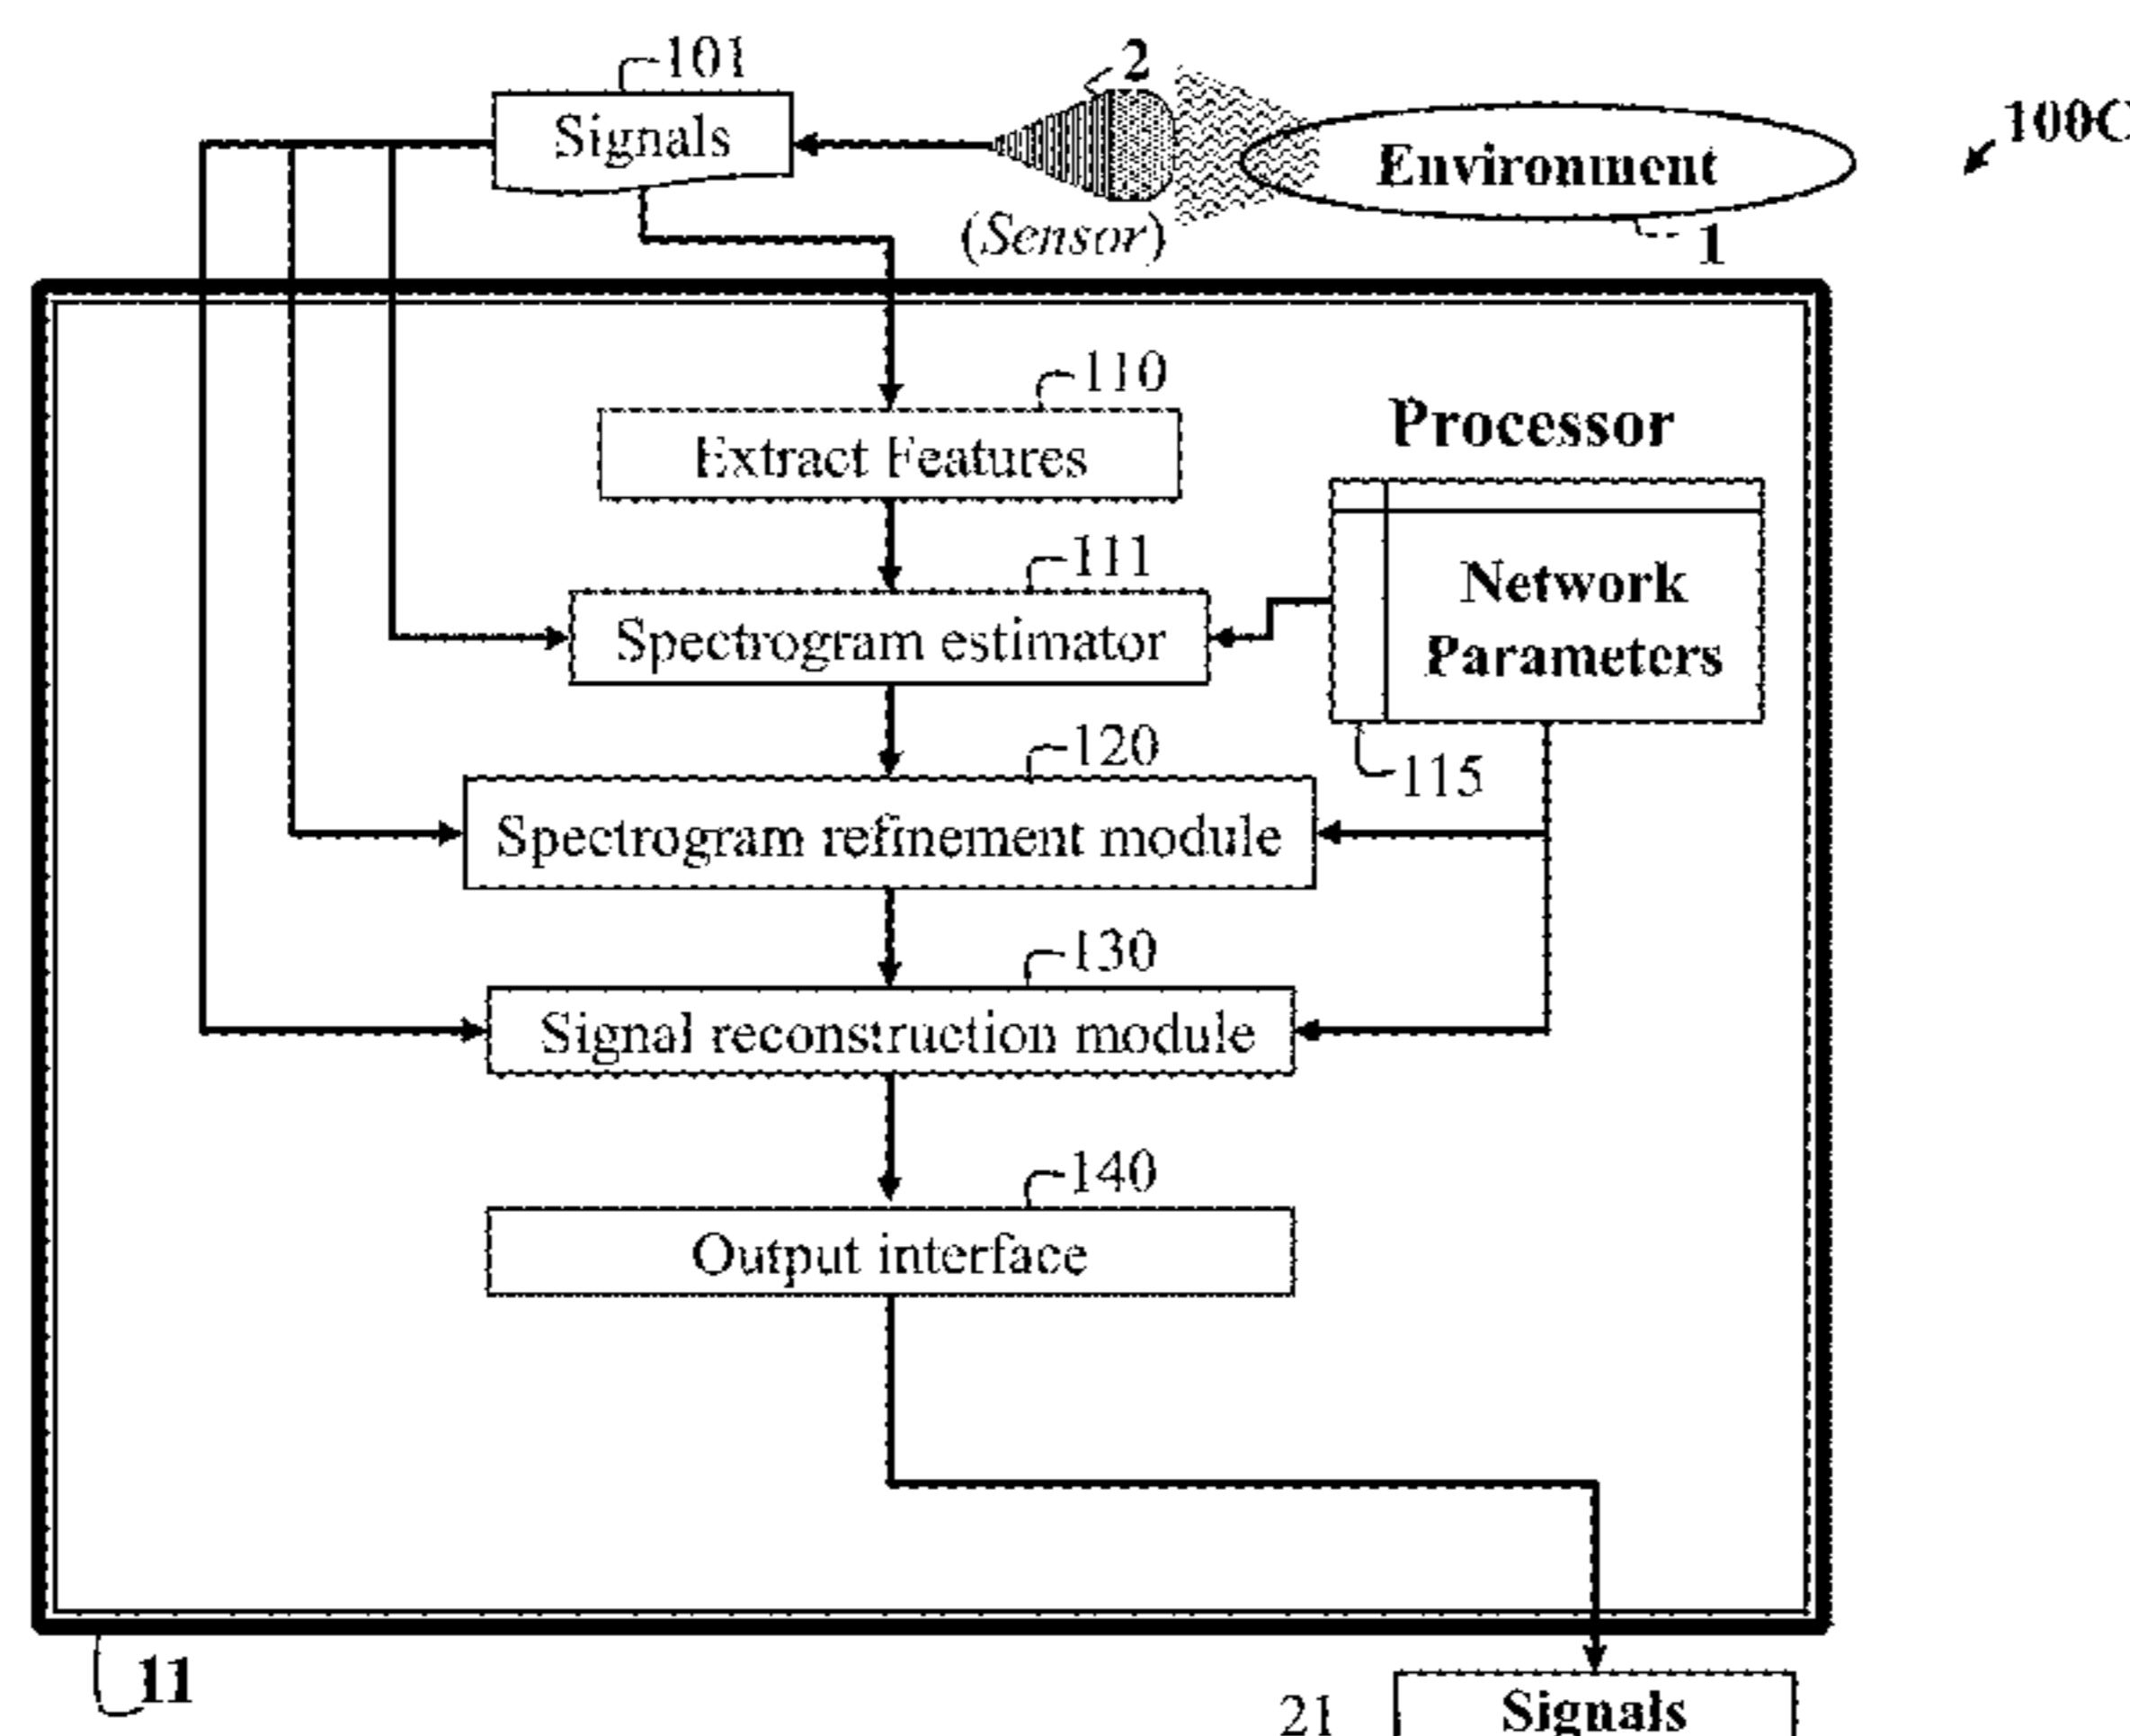 101
Signals
2
(Sensor)
Environment
1
100C
110
Extract Features
Processor
111
Spectrogram estimator
Network
Parameters
115
120
Spectrogram refinement module
130
Signal reconstruction module
140
Output interface
11
21
Signals